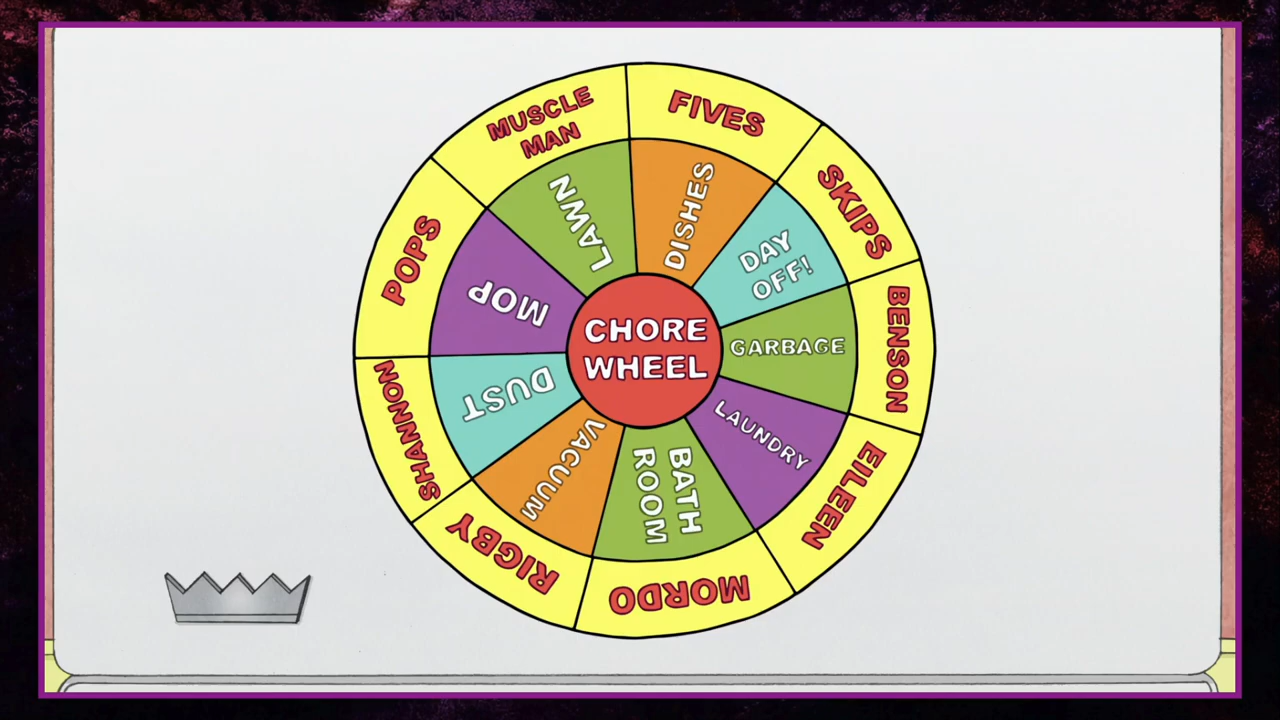 CHORE
WHEEL
FIVES
DISHES
SKIPS
DAY
OFF!
BENSON
GARBAGE
EILEEN
LAUNDRY
MORDO
BATH
ROOM
RIGBY
VACUUM
SHANNON
DUST
POPS
MOP
MUSCLE
MAN
LAWN